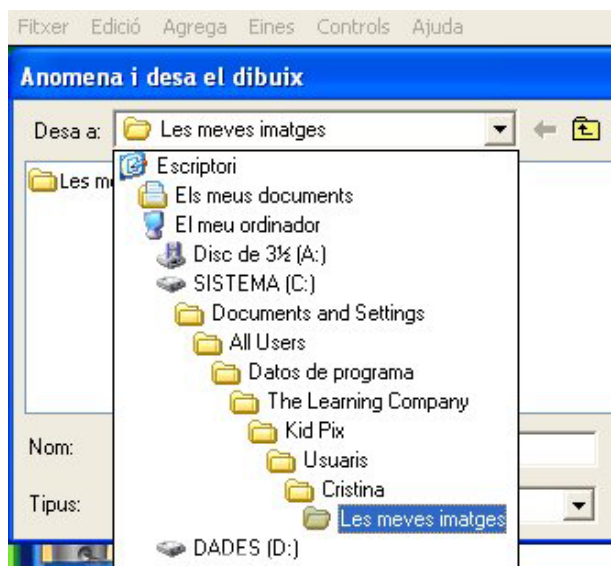 Fitxer Edició Agrega Eines Controls Ajuda
Anomena i desa el dibuix
Desa a: Les meves imatges
Escriptori
Les m
Els meus documents
El meu ordinador
Disc de 3½ (A:)
SISTEMA (C:)
Documents and Settings
All Users
Datos de programa
The Learning Company
Kid Pix
Nom:
Usuaris
Cristina
Tipus:
Les meves imatges
DADES (D:)